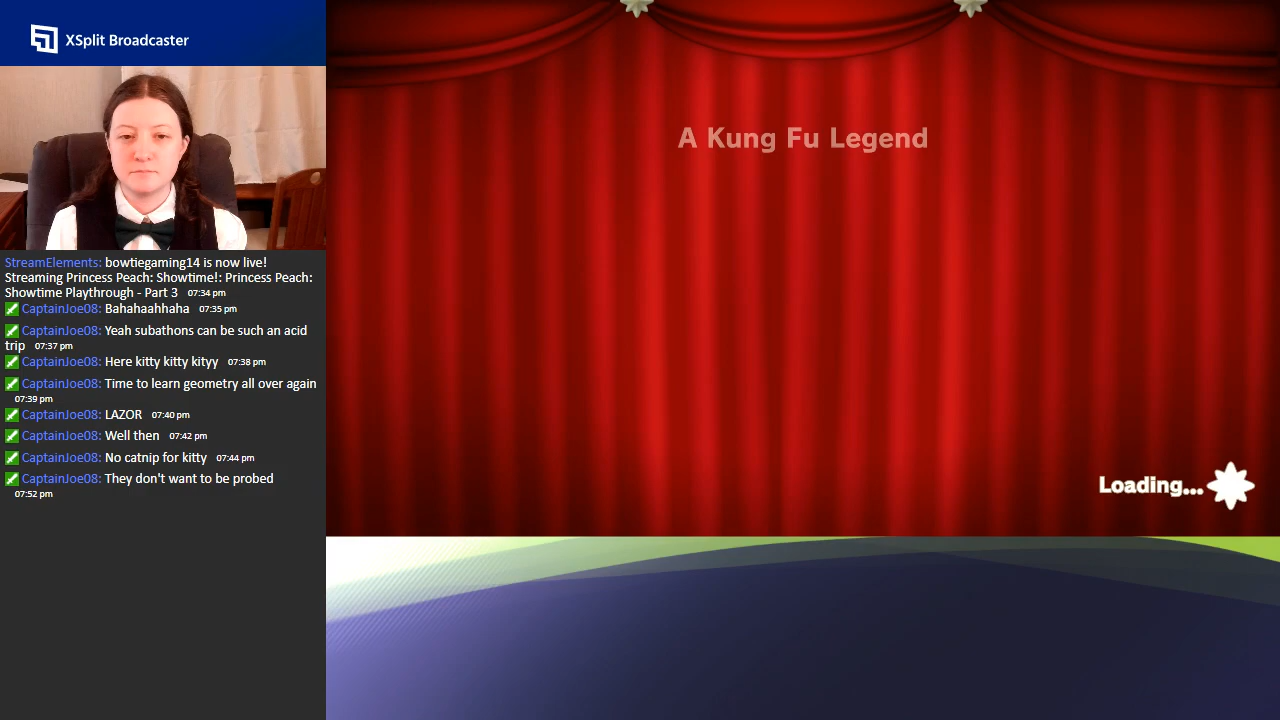 XSplit Broadcaster
StreamElements: bowtiegaming14 is now live!
Streaming Princess Peach: Showtime!: Princess Peach:
Showtime Playthrough - Part 3 07:34 pm
CaptainJoe08: Bahahaahhaha 07:35 pm
CaptainJoe08: Yeah subathons can be such an acid
trip 07:37 pm
CaptainJoe08: Here kitty kitty kityy 07:38 pm
CaptainJoe08: Time to learn geometry all over again
07:39 pm
CaptainJoe08: LAZOR 07:40 pm
CaptainJoe08: Well then 07:42 pm
CaptainJoe08: No catnip for kitty 07:44 pm
CaptainJoe08: They don't want to be probed
07:52 pm
A Kung Fu Legend
Loading...